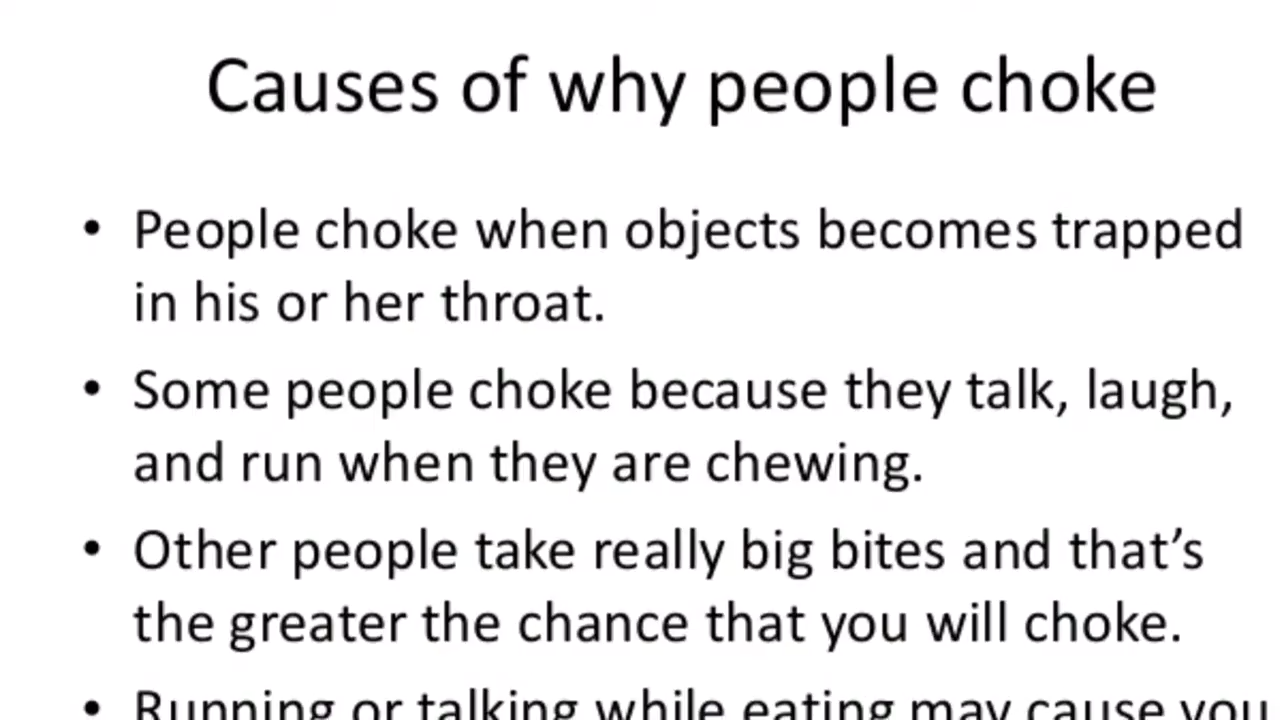 Causes of why people choke
• People choke when objects becomes trapped
in his or her throat.
• Some people choke because they talk, laugh,
and run when they are chewing.
• Other people take really big bites and that’s
the greater the chance that you will choke.
• Running or talking while eating may cause you